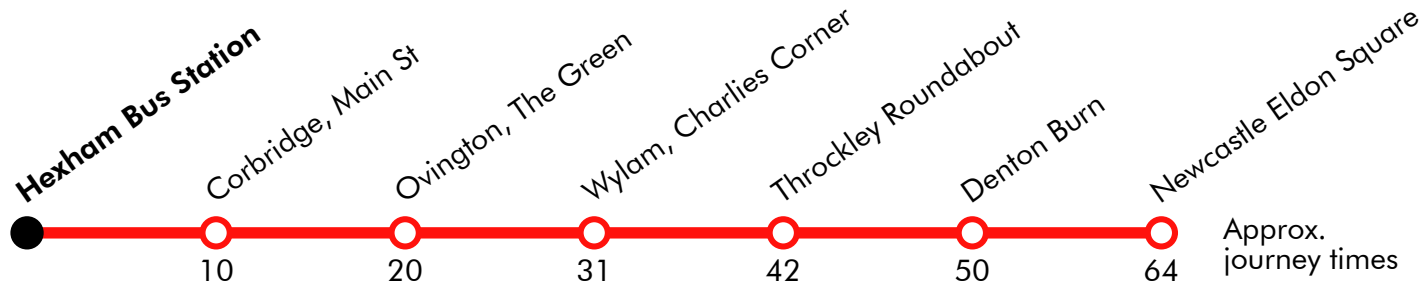 Hexham Bus Station
Corbridge, Main St
Ovington, The Green
Wylam, Charlies Corner
Throckley Roundabout
Denton Burn
Newcastle Eldon Square
10
20
31
42
50
64
Approx.
journey times